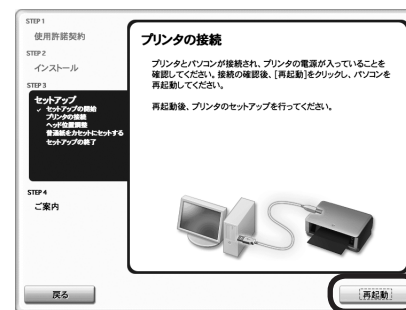 STEP 1
使用許諾契約
STEP 2
インストール
STEP 3
セットアップ
✓ セットアップの開始
プリンタの接続
ヘッド位置調整
普通紙をカセットにセットする
セットアップの終了
STEP 4
ご案内
プリンタの接続
プリンタとパソコンが接続され、プリンタの電源が入っていることを
確認してください。接続の確認後、[再起動]をクリックし、パソコンを
再起動してください。
再起動後、プリンタのセットアップを行ってください。
戻る
再起動